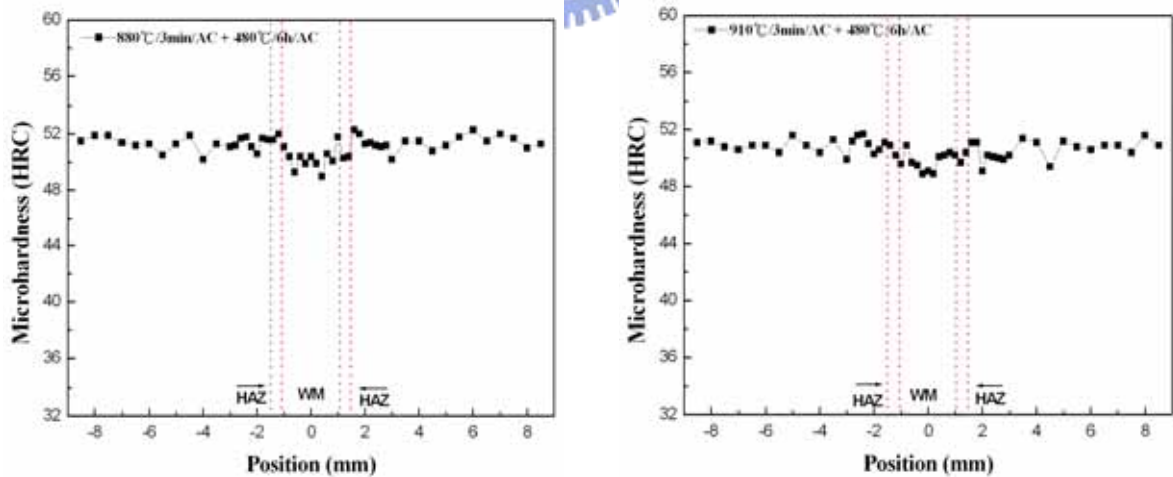 60
56
52
48
44
40
36
32
Microhardness (HRC)
880℃/3min/AC + 480℃/6h/AC
HAZ
WM
HAZ
-8 -6 -4 -2 0 2 4 6 8
Position (mm)
60
56
52
48
44
40
36
32
Microhardness (HRC)
910℃/3min/AC + 480℃/6h/AC
HAZ
WM
HAZ
-8 -6 -4 -2 0 2 4 6 8
Position (mm)